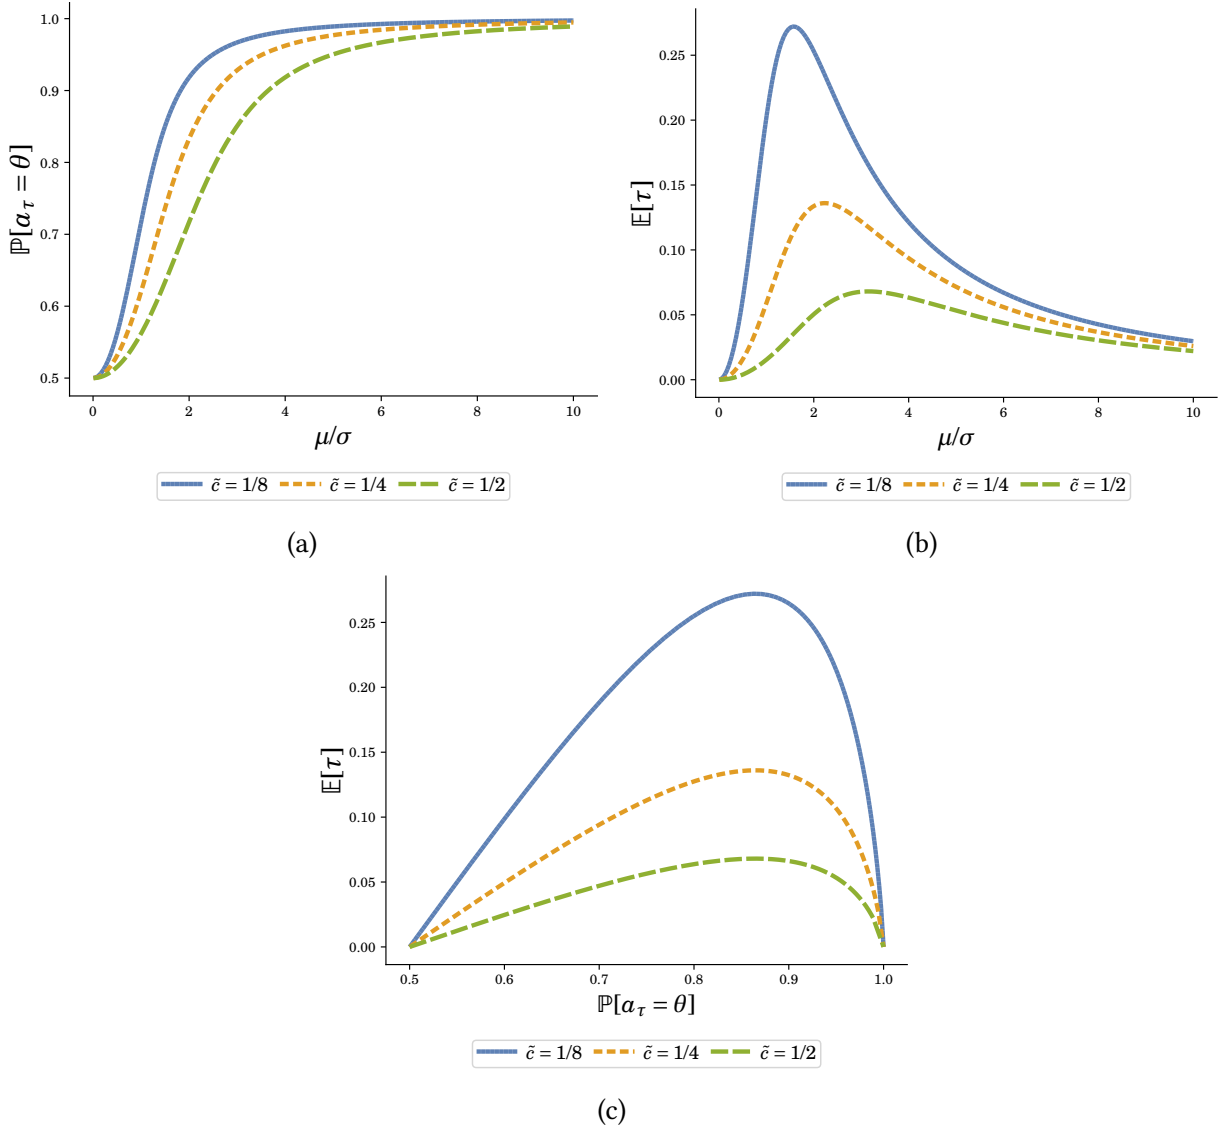 1.0
0.9
0.8
0.7
0.6
0.5
ℙ[a_τ = θ]
0 2 4 6 8 10
μ/σ
c̃ = 1/8 c̃ = 1/4 c̃ = 1/2
(a)
0.25
0.20
0.15
0.10
0.05
0.00
𝔼[τ]
0 2 4 6 8 10
μ/σ
c̃ = 1/8 c̃ = 1/4 c̃ = 1/2
(b)
0.25
0.20
0.15
0.10
0.05
0.00
𝔼[τ]
0.5 0.6 0.7 0.8 0.9 1.0
ℙ[a_τ = θ]
c̃ = 1/8 c̃ = 1/4 c̃ = 1/2
(c)